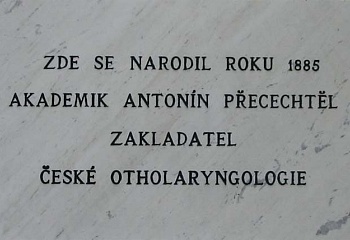 ZDE SE NARODIL ROKU 1885
AKADEMIK ANTONÍN PŘECECHTĚL
ZAKLADATEL
ČESKÉ OTHOLARYNGOLOGIE